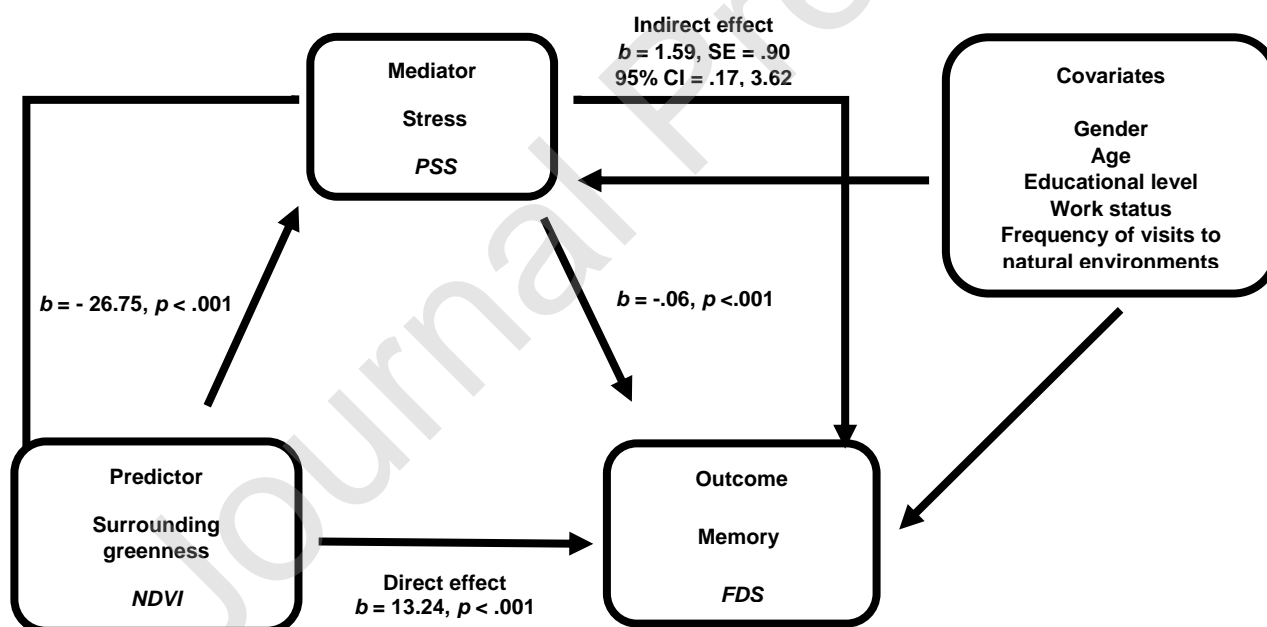 Indirect effect
b = 1.59, SE = .90
95% CI = .17, 3.62
Mediator
Stress
PSS
Covariates
Gender
Age
Educational level
Work status
Frequency of visits to
natural environments
b = - 26.75, p < .001
b = -.06, p <.001
Predictor
Surrounding
greenness
NDVI
Direct effect
b = 13.24, p < .001
Outcome
Memory
FDS
Journal Pre